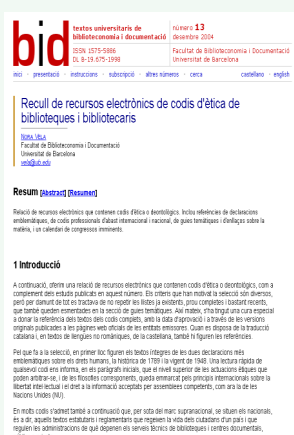 bid
textos universitaris de
biblioteconomia i documentació
número 13
desembre 2004
ISSN 1575-5886
DL B-19.675-1998
Facultat de Biblioteconomia i Documentació
Universitat de Barcelona
inici - presentació - instruccions - subscripció - altres números - cerca
castellano - english
Recull de recursos electrònics de codis d'ètica de
biblioteques i bibliotecaris
NÚRIA VELA
Facultat de Biblioteconomia i Documentació
Universitat de Barcelona
vela@ub.edu
Resum [Abstract] [Resumen]
Relació de recursos electrònics que contenen codis d'ètica o deontològics. Inclou referències de declaracions
emblemàtiques, de codis professionals d'abast internacional i nacional, de guies temàtiques i d'enllaços sobre la
matèria, i un calendari de congressos imminents.
1 Introducció
A continuació, oferim una relació de recursos electrònics que contenen codis d'ètica o deontològics, com a
complement dels estudis publicats en aquest número. Els criteris que han motivat la selecció són diversos,
però per damunt de tot es tractava de no repetir les llistes ja existents, prou completes i bastant recents,
que també queden esmentades en la secció de guies temàtiques. Així mateix, s'ha tingut una cura especial
a donar la referència dels textos dels codis complets, amb la data d'aprovació i a través de les versions
originals publicades a les pàgines web oficials de les entitats emissores. Quan es disposa de la traducció
catalana i, en textos de llengües no romàniques, de la castellana, també hi figuren les referències.
Pel que fa a la selecció, en primer lloc figuren els textos íntegres de les dues declaracions més
emblemàtiques sobre els drets humans, la històrica de 1789 i la vigent de 1948. Una lectura ràpida de
qualsevol codi ens informa, en els paràgrafs inicials, que el nivell superior de les actuacions ètiques que
poden arbitrar-se, i de les filosofies corresponents, queda emmarcat pels principis internacionals sobre la
llibertat intel·lectual i el dret a la informació acceptats per assemblees competents, com ara la de les
Nacions Unides (NU).
En molts codis s'admet també a continuació que, per sota del marc supranacional, se situen els nacionals,
és a dir, aquells textos estatutaris i reglamentaris que regeixen la vida dels ciutadans d'un país i que
regulen les administracions de què depenen els serveis tècnics de biblioteques i centres documentals,